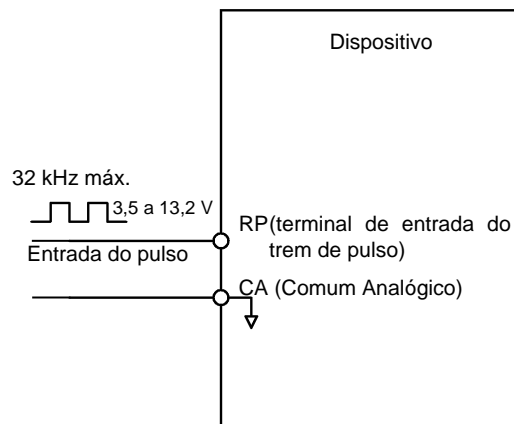 Dispositivo
32 kHz máx.
3,5 a 13,2 V
RP(terminal de entrada do
trem de pulso)
Entrada do pulso
CA (Comum Analógico)